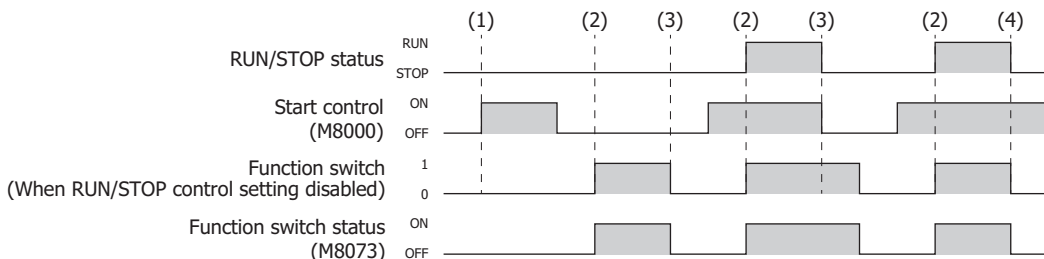 (1) (2) (3) (2) (3) (2) (4)
RUN/STOP status RUN
STOP
Start control (M8000) ON
OFF
Function switch (When RUN/STOP control setting disabled) 1
0
Function switch status (M8073) ON
OFF